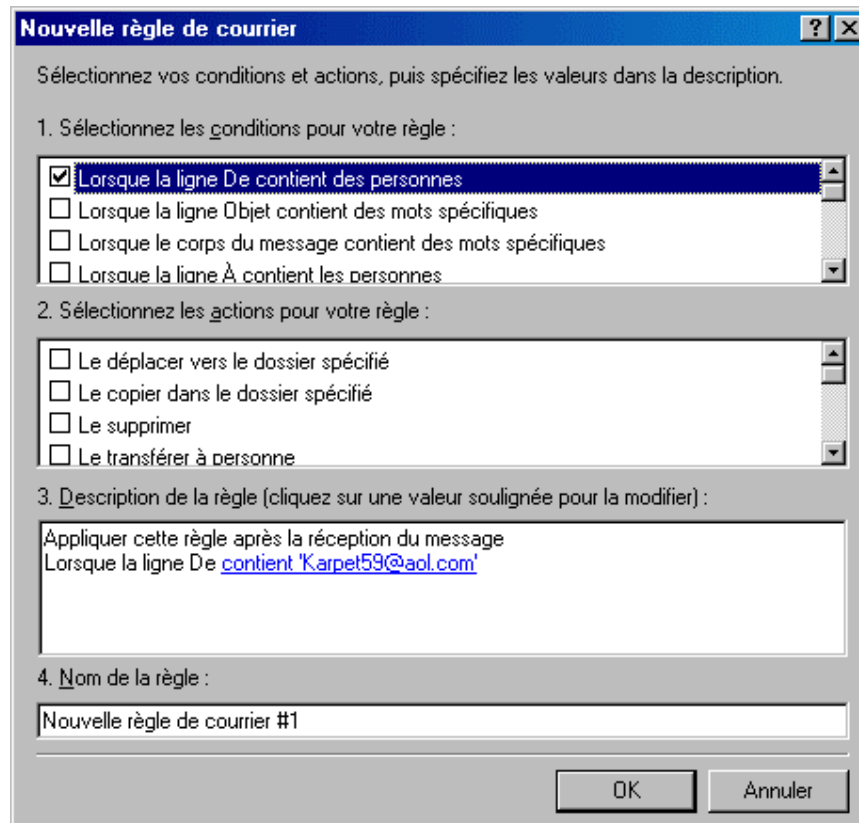 Nouvelle règle de courrier
Sélectionnez vos conditions et actions, puis spécifiez les valeurs dans la description.
1. Sélectionnez les conditions pour votre règle :
Lorsque la ligne De contient des personnes
Lorsque la ligne Objet contient des mots spécifiques
Lorsque le corps du message contient des mots spécifiques
Lorsque la ligne À contient les personnes
2. Sélectionnez les actions pour votre règle :
Le déplacer vers le dossier spécifié
Le copier dans le dossier spécifié
Le supprimer
Le transférer à personne
3. Description de la règle (cliquez sur une valeur soulignée pour la modifier) :
Appliquer cette règle après la réception du message
Lorsque la ligne De contient 'Karpet59@aol.com'
4. Nom de la règle :
Nouvelle règle de courrier #1
OK Annuler